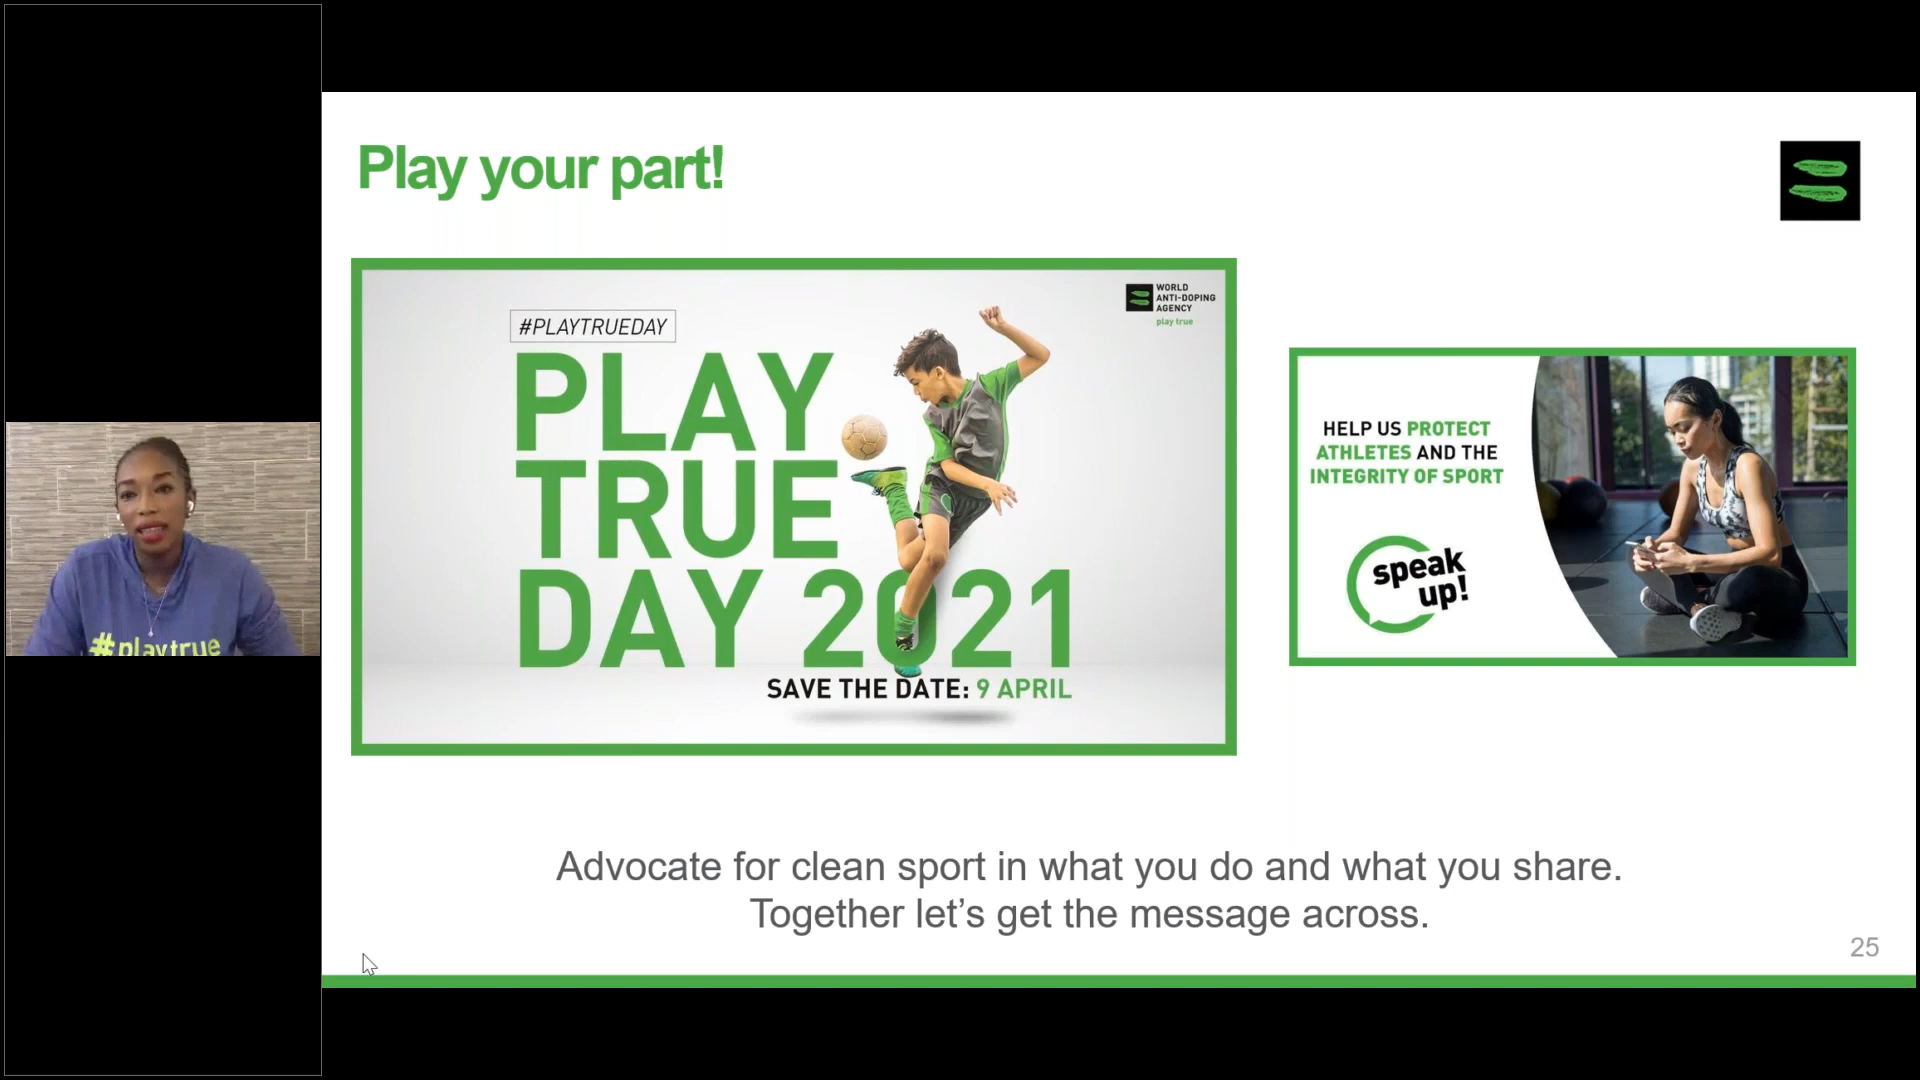 Play your part!
#PLAYTRUEDAY
PLAY
TRUE
DAY 2021
SAVE THE DATE: 9 APRIL
WORLD
ANTI-DOPING
AGENCY
play true
HELP US PROTECT
ATHLETES AND THE
INTEGRITY OF SPORT
speak
up!
#playtrue
Advocate for clean sport in what you do and what you share.
Together let’s get the message across.
25